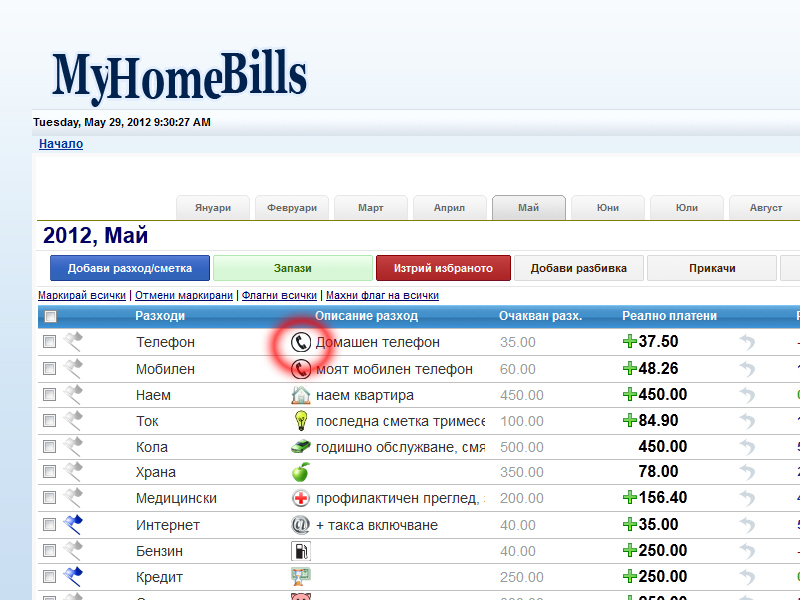 MyHomeBills
Tuesday, May 29, 2012 9:30:27 AM
Начало
Януари Февруари Март Април Май Юни Юли Август
2012, Май
Добави разход/сметка Запази Изтрий избраното Добави разбивка Прикачи
Маркирай всички | Отмени маркирани | Флагни всички | Махни флаг на всички
Разходи Описание разход Очакван разх. Реално платени
Телефон Домашен телефон 35.00 37.50
Мобилен моят мобилен телефон 60.00 48.26
Наем наем квартира 450.00 450.00
Ток последна сметка тримесе 100.00 84.90
Кола годишно обслужване, смя 500.00 450.00
Храна 350.00 78.00
Медицински профилактичен преглед, 200.00 156.40
Интернет + такса включване 40.00 35.00
Бензин 40.00 250.00
Кредит 250.00 250.00